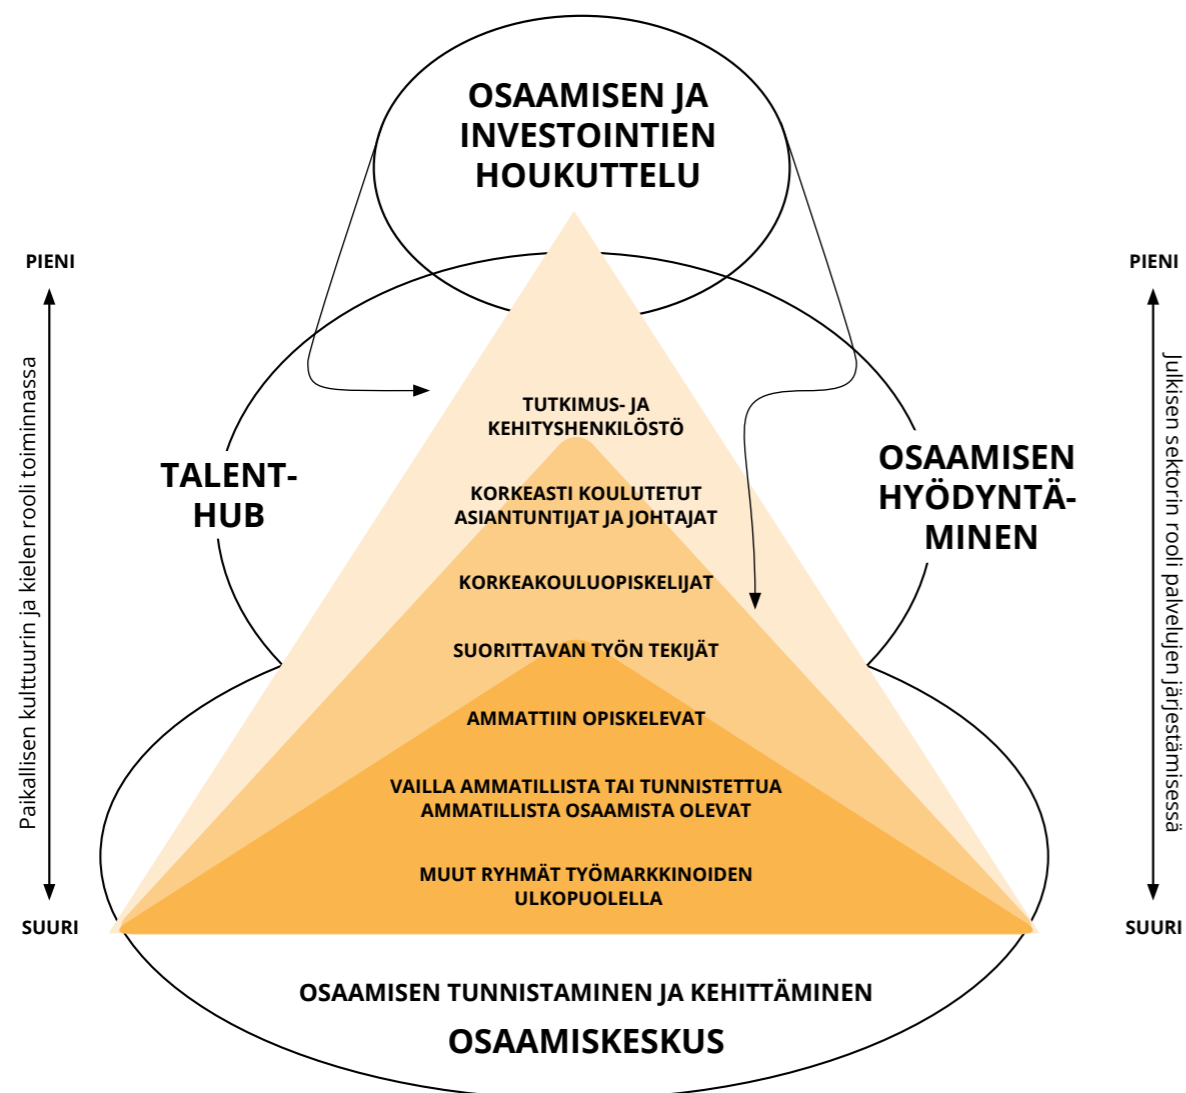 OSAAMISEN JA
INVESTOINTIEN
HOUKUTTELU
PIENI
PIENI
Paikallisen kulttuurin ja kielen rooli toiminnassa
Julkisen sektorin rooli palvelujen järjestämisessä
TUTKIMUS- JA
KEHITYSHENKILÖSTÖ
TALENT-
HUB
OSAAMISEN
HYÖDYNTÄ-
MINEN
KORKEASTI KOULUTETUT
ASIANTUNTIJAT JA JOHTAJAT
KORKEAKOULUOPISKELIJAT
SUORITTAVAN TYÖN TEKIJÄT
AMMATTIIN OPISKELEVAT
VAILLA AMMATILLISTA TAI TUNNISTETTUA
AMMATILLISTA OSAAMISTA OLEVAT
MUUT RYHMÄT TYÖMARKKINOIDEN
ULKOPUOLELLA
SUURI
SUURI
OSAAMISEN TUNNISTAMINEN JA KEHITTÄMINEN
OSAAMISKESKUS